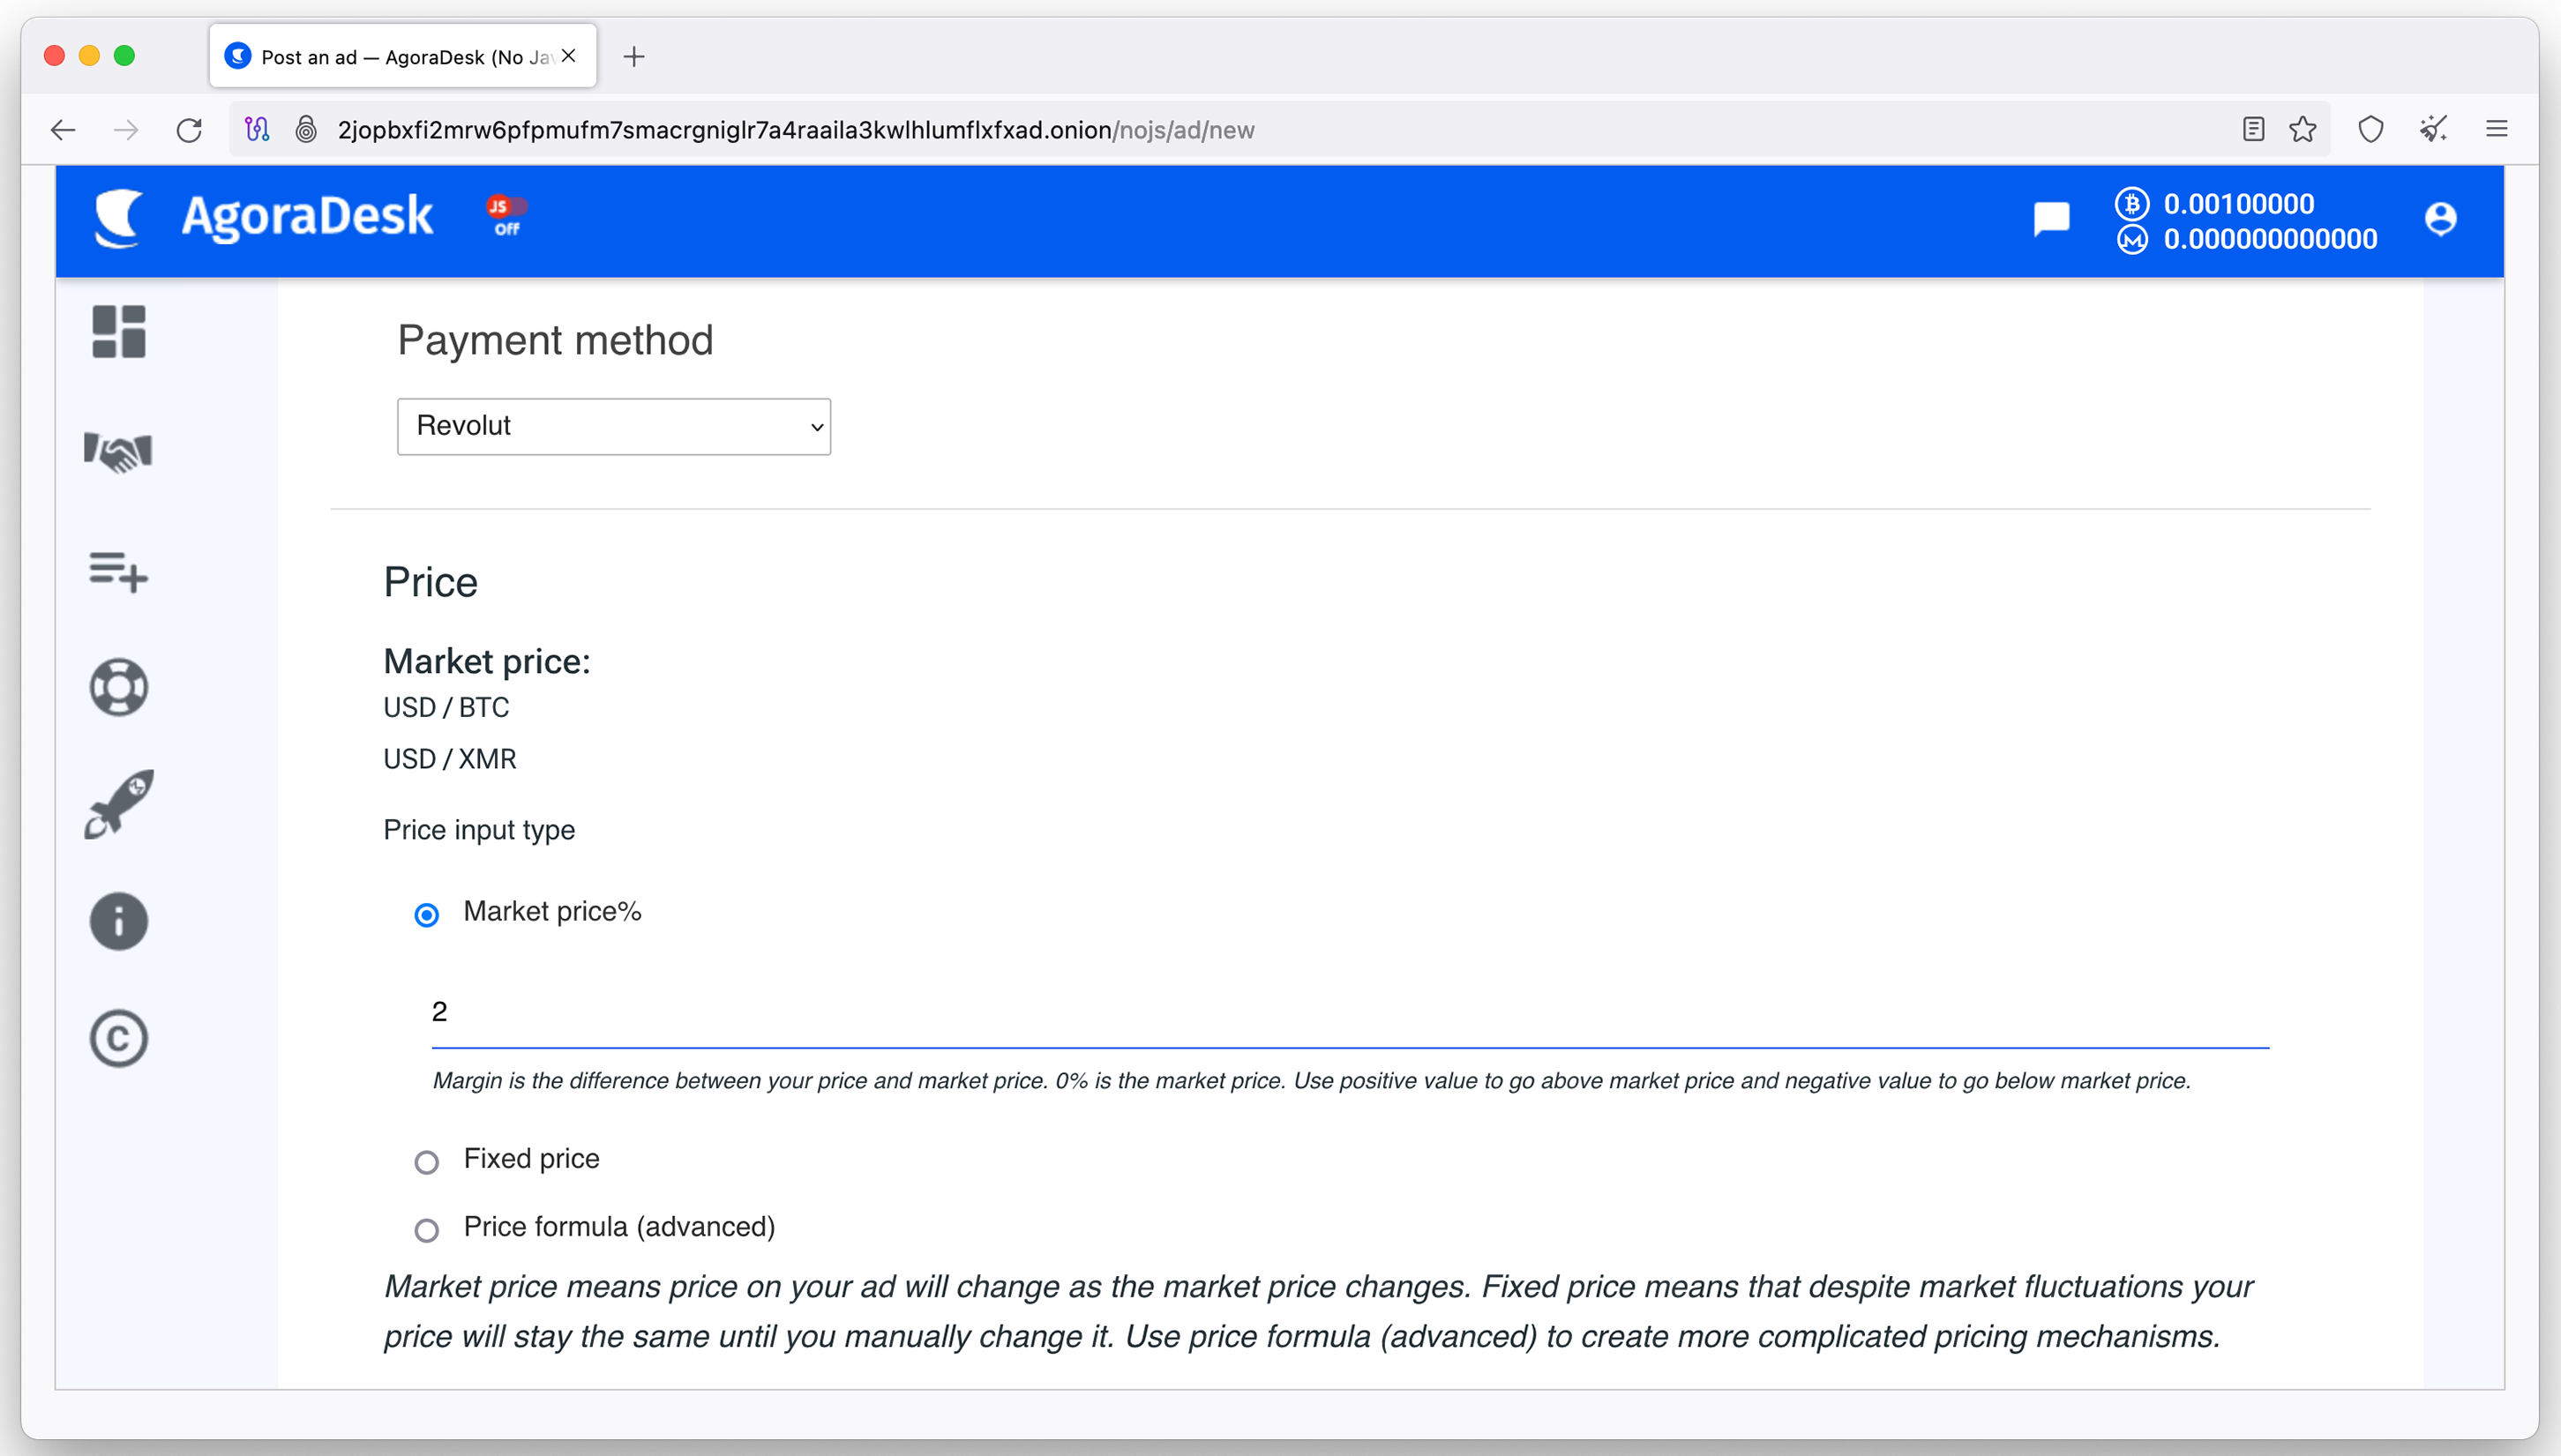 Post an ad — AgoraDesk (No Jav
2jopbxfi2mrw6pfpmufm7smacrgniglr7a4raaila3kwlhlumflxfxad.onion/nojs/ad/new
AgoraDesk
JS
OFF
0.00100000
0.000000000000
Payment method
Revolut
Price
Market price:
USD / BTC
USD / XMR
Price input type
Market price%
2
Margin is the difference between your price and market price. 0% is the market price. Use positive value to go above market price and negative value to go below market price.
Fixed price
Price formula (advanced)
Market price means price on your ad will change as the market price changes. Fixed price means that despite market fluctuations your
price will stay the same until you manually change it. Use price formula (advanced) to create more complicated pricing mechanisms.